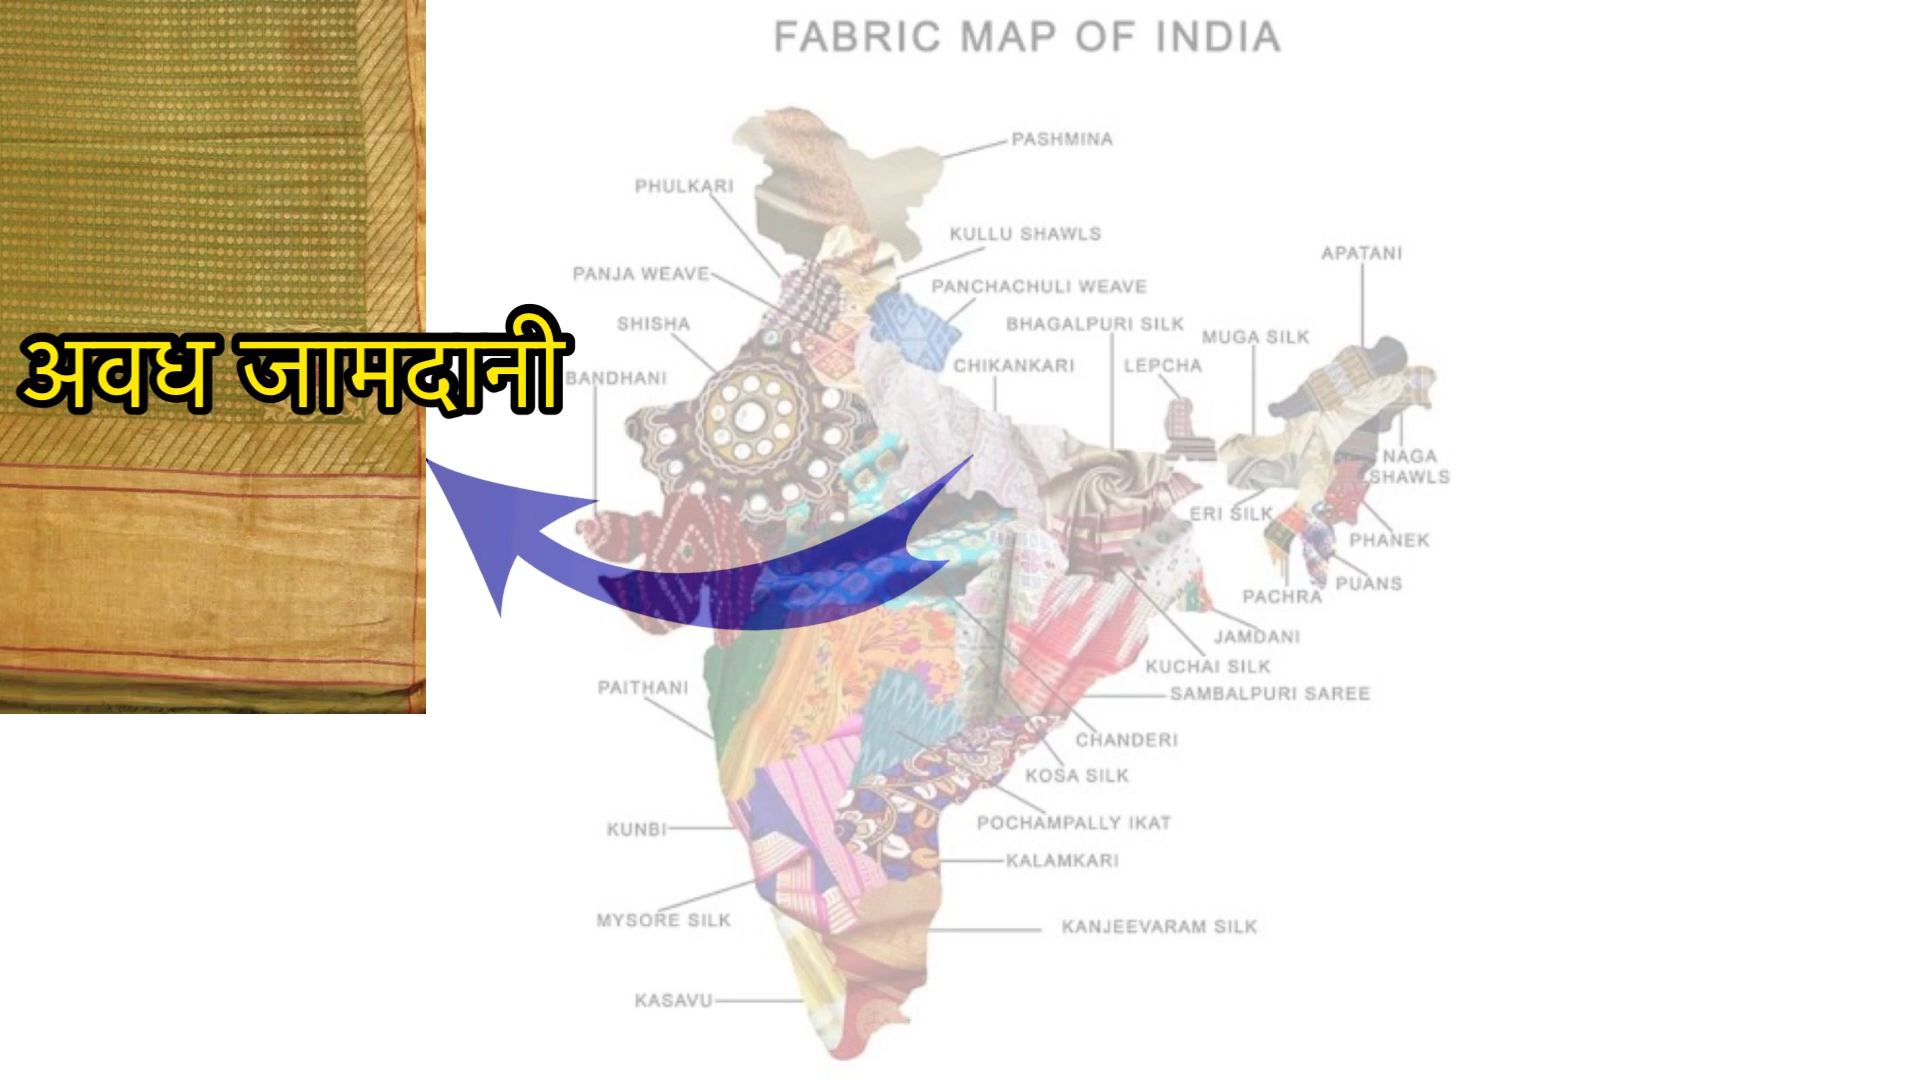 FABRIC MAP OF INDIA
PASHMINA
PHULKARI
KULLU SHAWLS
APATANI
PANJA WEAVE
PANCHACHULI WEAVE
SHISHA
BHAGALPURI SILK
MUGA SILK
CHIKANKARI
LEPCHA
अवध जामदानी
BANDHANI
NAGA
SHAWLS
ERI SILK
PHANEK
PUANS
PACHRA
JAMDANI
KUCHAI SILK
PAITHANI
SAMBALPURI SAREE
CHANDERI
KOSA SILK
KUNBI
POCHAMPALLY IKAT
KALAMKARI
MYSORE SILK
KANJEEVARAM SILK
KASAVU